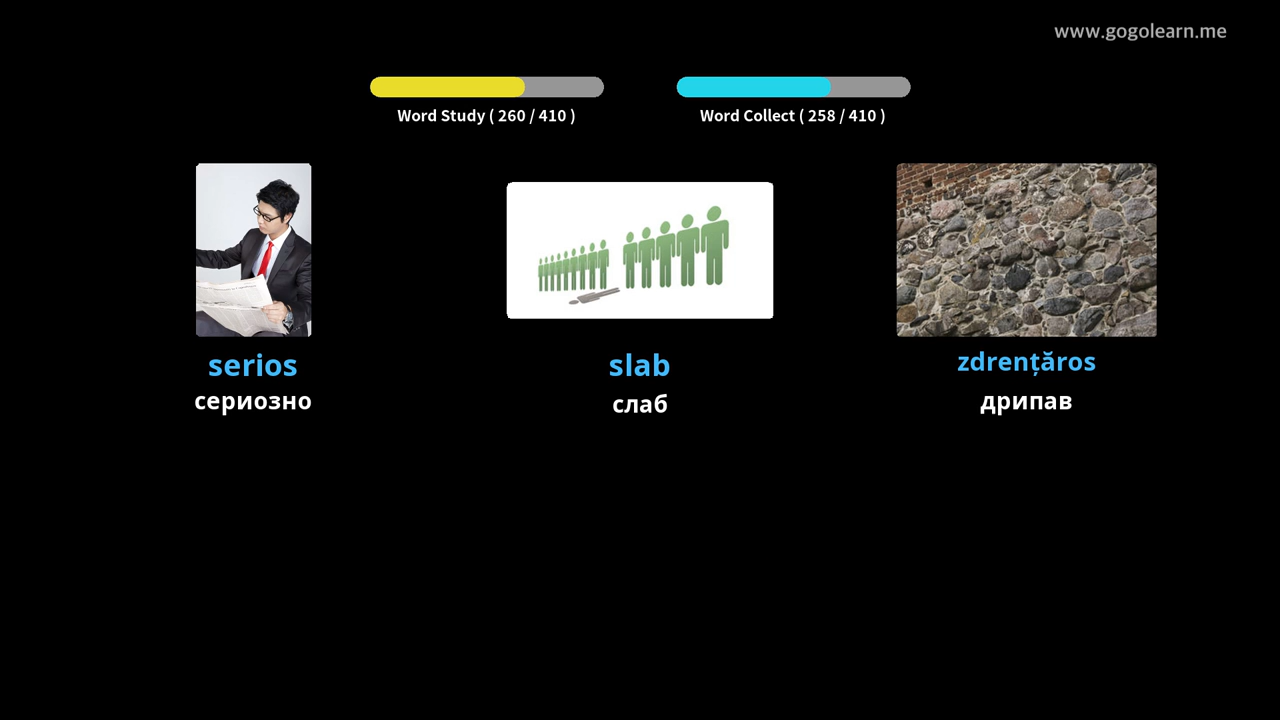 www.gogolearn.me
Word Study ( 260 / 410 )
Word Collect ( 258 / 410 )
serios
slab
zdrențăros
сериозно
слаб
дрипав